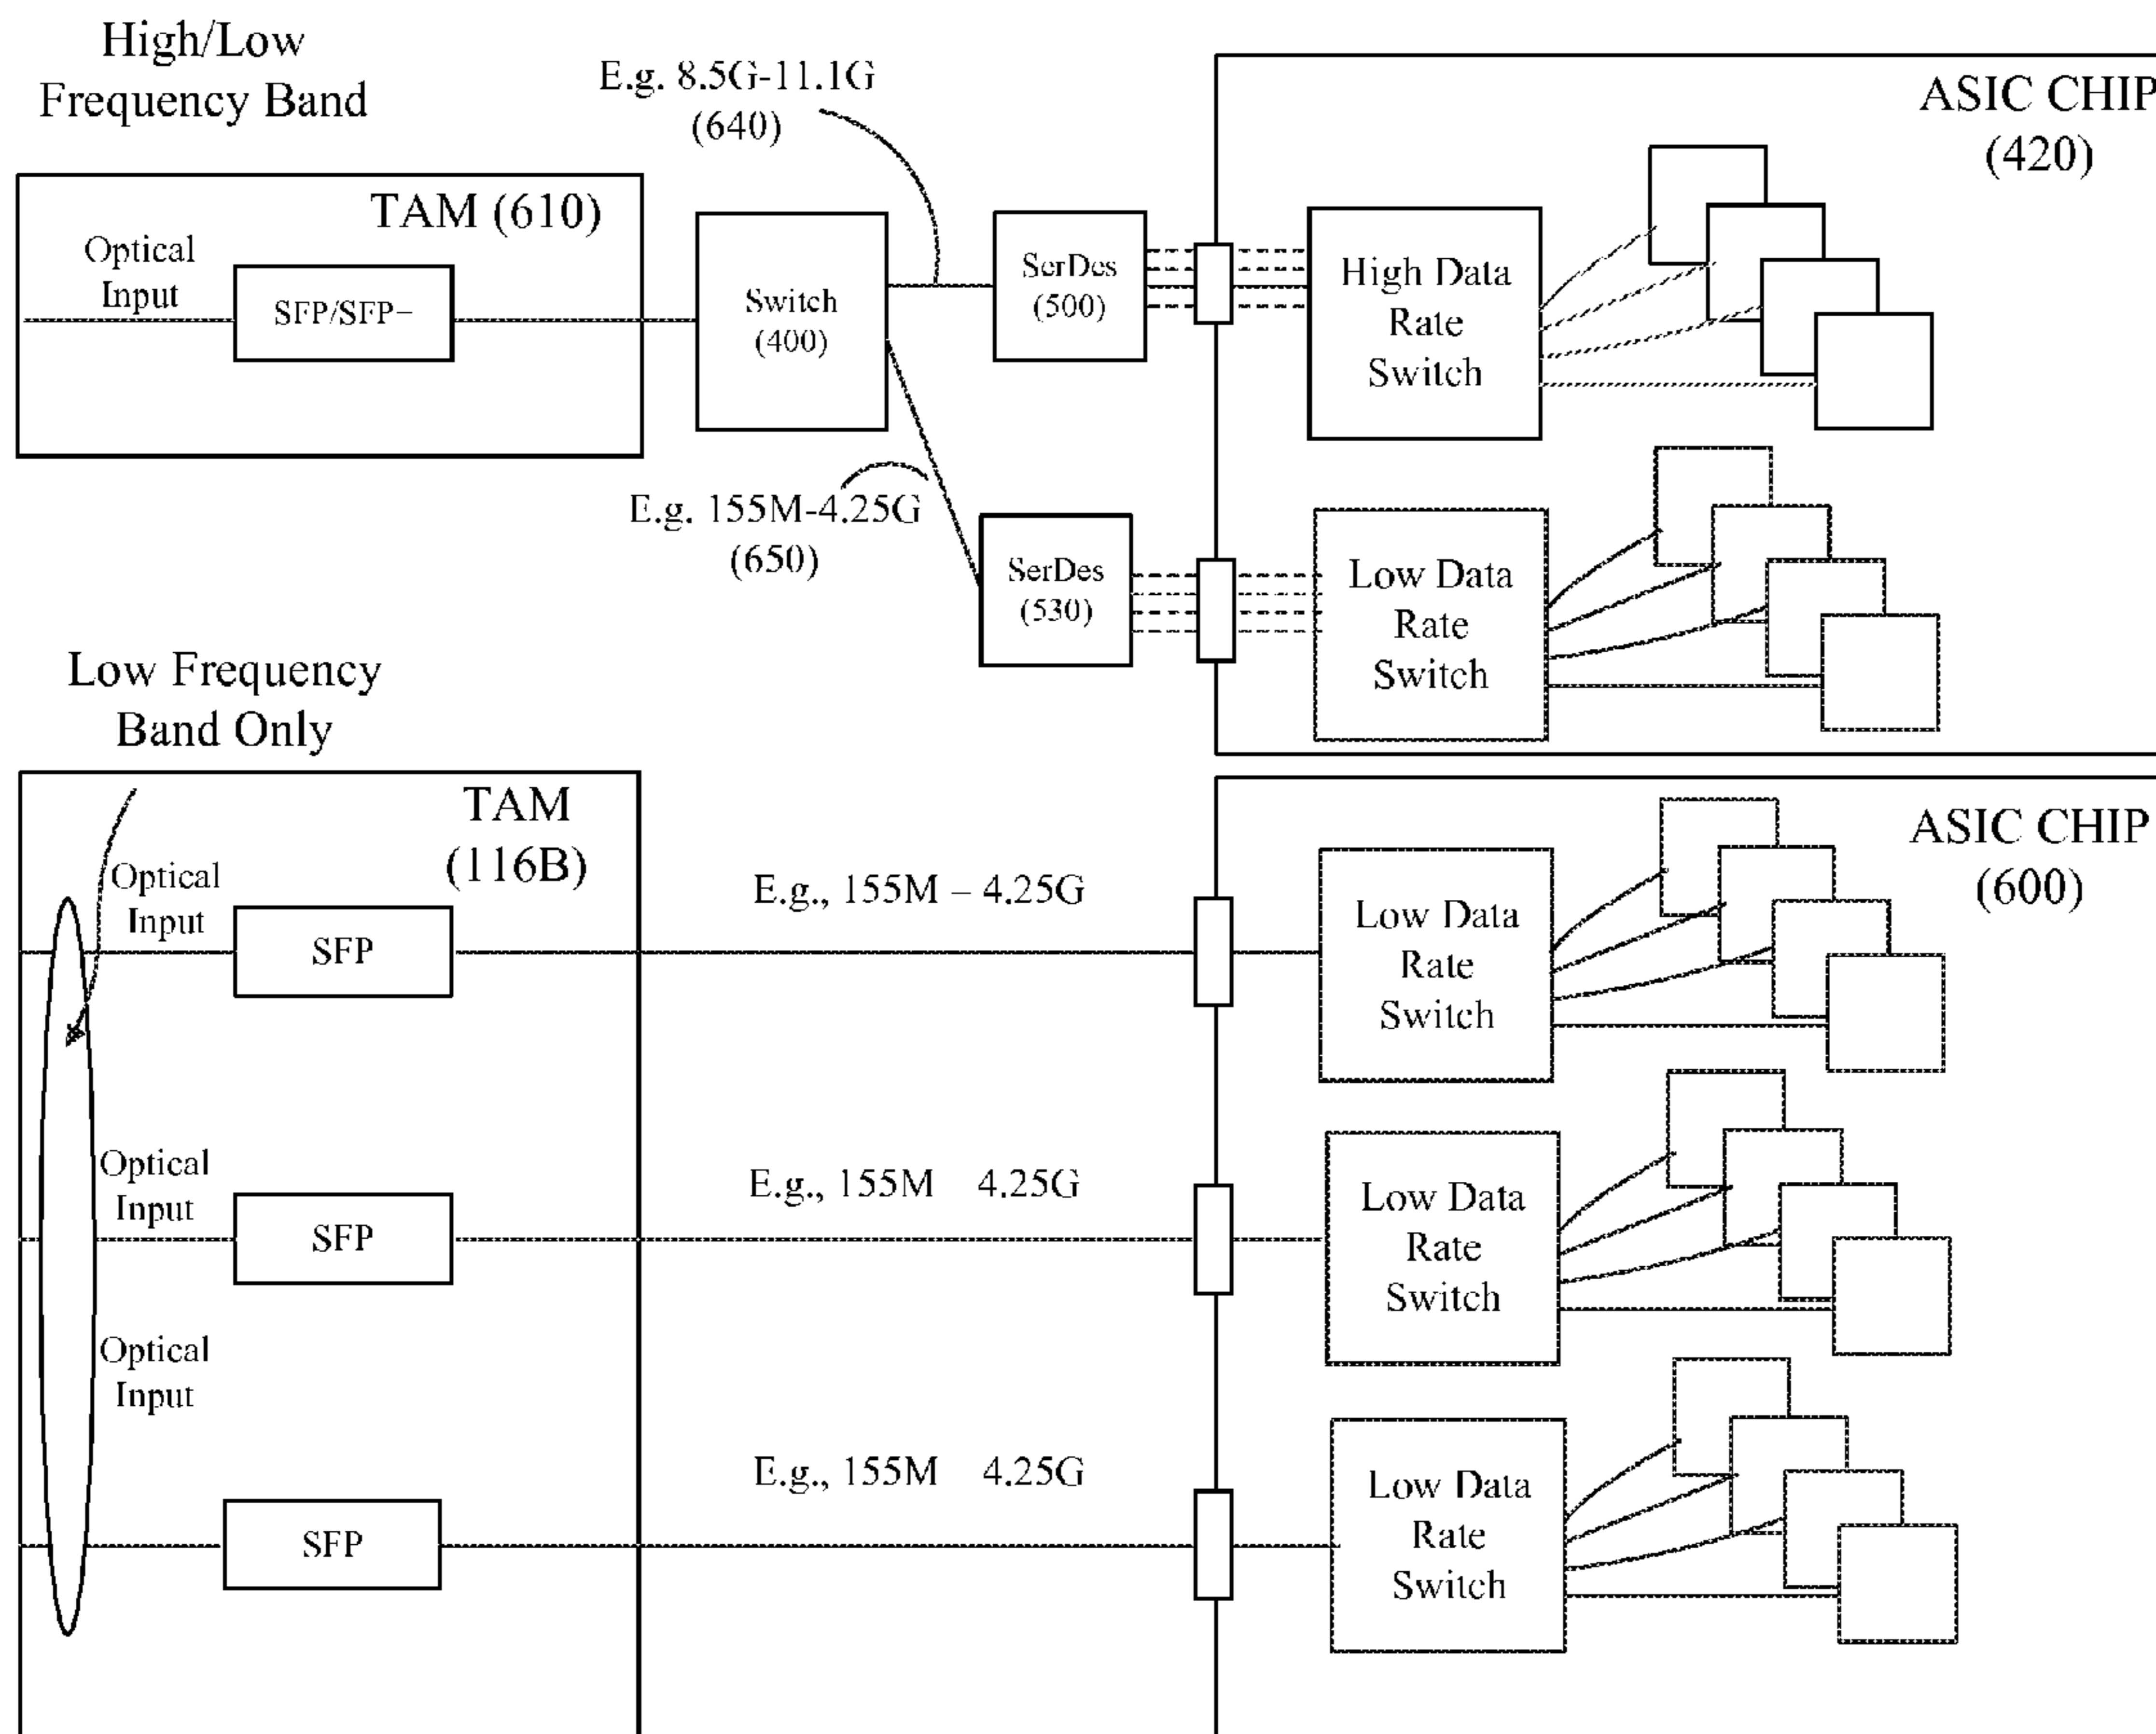 High/Low
Frequency Band
E.g. 8.5G-11.1G
(640)
ASIC CHIP
(420)
TAM (610)
Optical
Input
SFP/SFP–
Switch
(400)
SerDes
(500)
High Data
Rate
Switch
E.g. 155M-4.25G
(650)
SerDes
(530)
Low Data
Rate
Switch
Low Frequency
Band Only
TAM
(116B)
ASIC CHIP
(600)
Optical
Input
SFP
E.g., 155M – 4.25G
Low Data
Rate
Switch
Optical
Input
SFP
E.g., 155M 4.25G
Low Data
Rate
Switch
Optical
Input
SFP
E.g., 155M 4.25G
Low Data
Rate
Switch